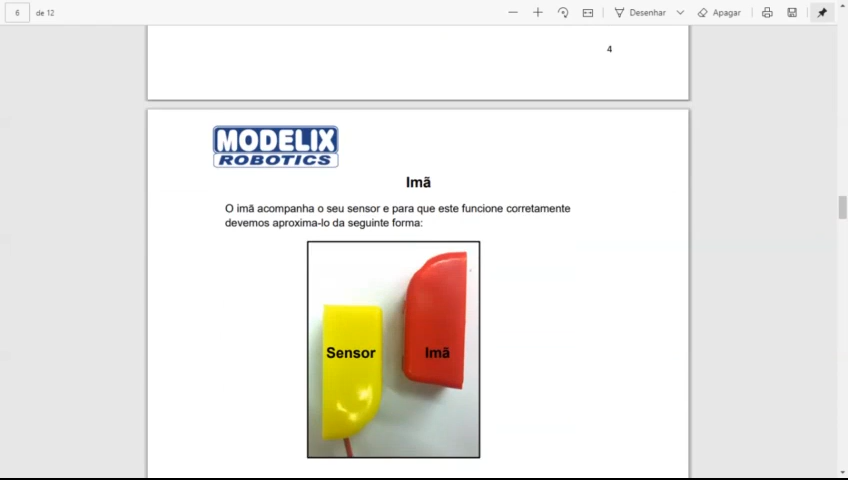 6 de 12
Desenhar
Apagar
4
MODELIX
ROBOTICS
Imã
O imã acompanha o seu sensor e para que este funcione corretamente
devemos aproxima-lo da seguinte forma:
Sensor
Imã